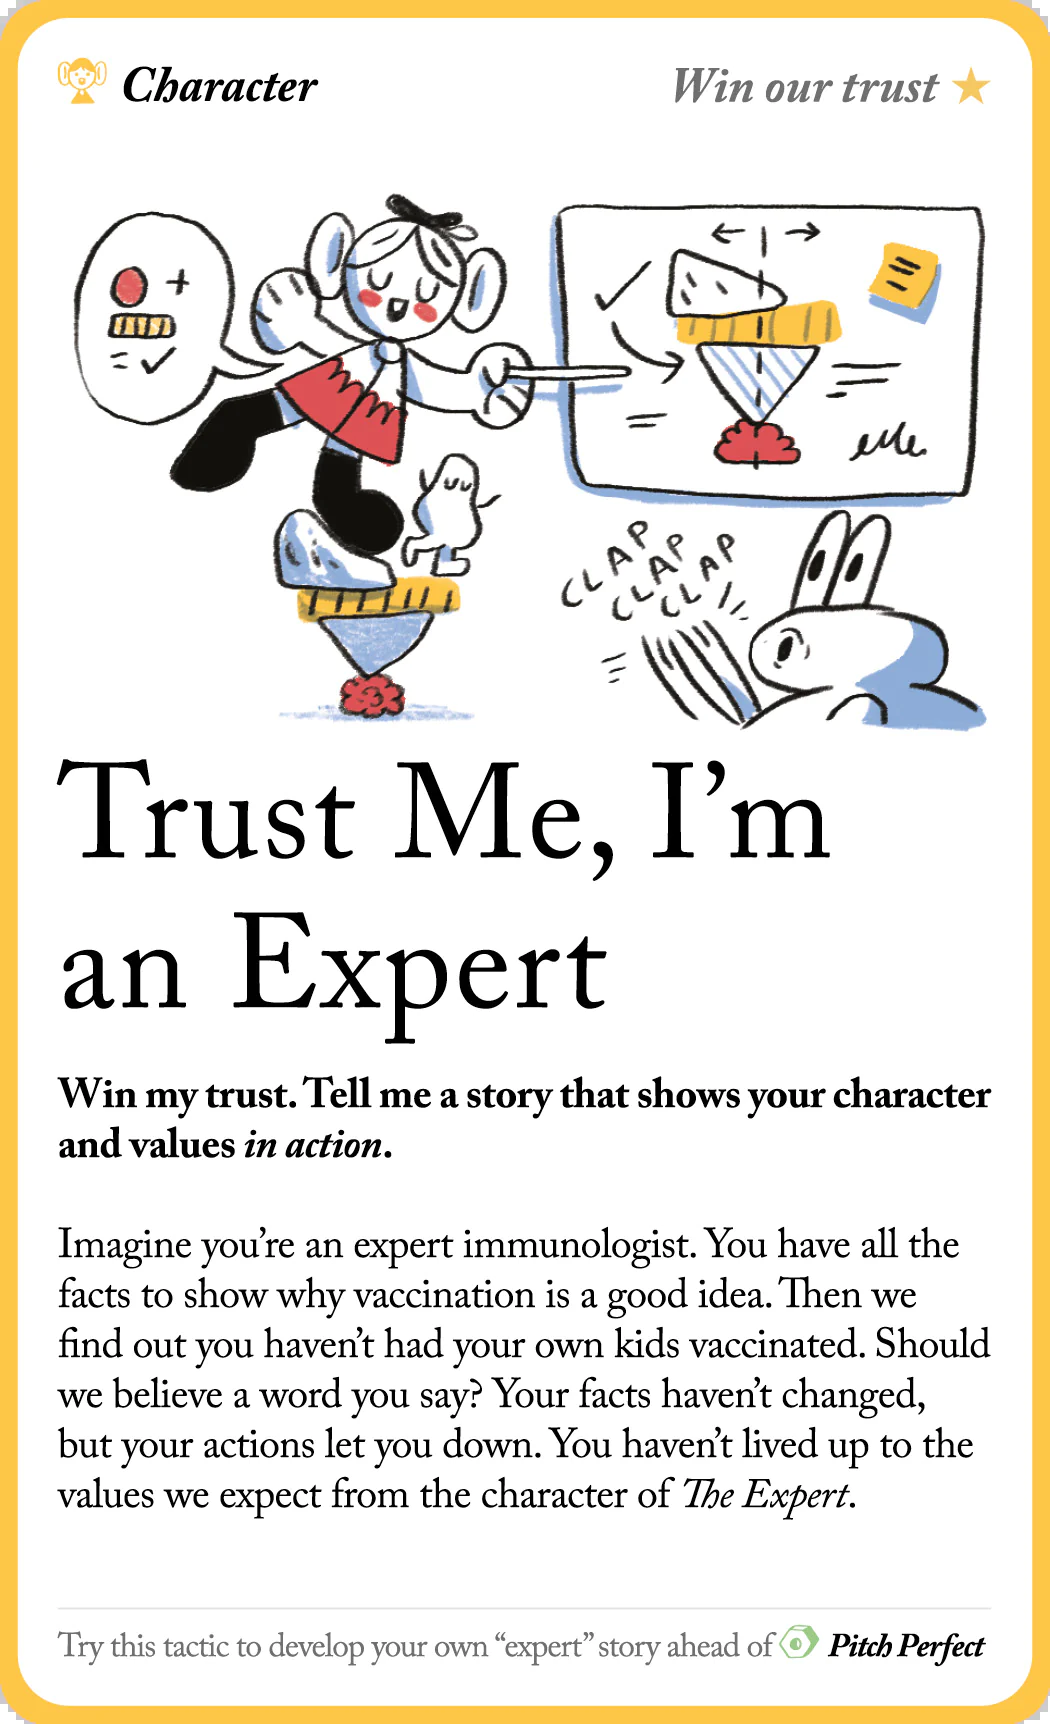 Character
Win our trust
CLAP
CLAP
CLAP
Trust Me, I’m
an Expert
Win my trust. Tell me a story that shows your character
and values in action.
Imagine you’re an expert immunologist. You have all the
facts to show why vaccination is a good idea. Then we
find out you haven’t had your own kids vaccinated. Should
we believe a word you say? Your facts haven’t changed,
but your actions let you down. You haven’t lived up to the
values we expect from the character of The Expert.
Try this tactic to develop your own “expert” story ahead of Pitch Perfect